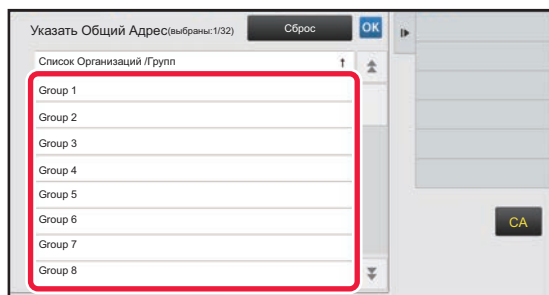 Указать Общий Адрес(выбраны:1/32) Сброс OK
Список Организаций /Групп ↑
Group 1
Group 2
Group 3
Group 4
Group 5
Group 6
Group 7
Group 8
CA